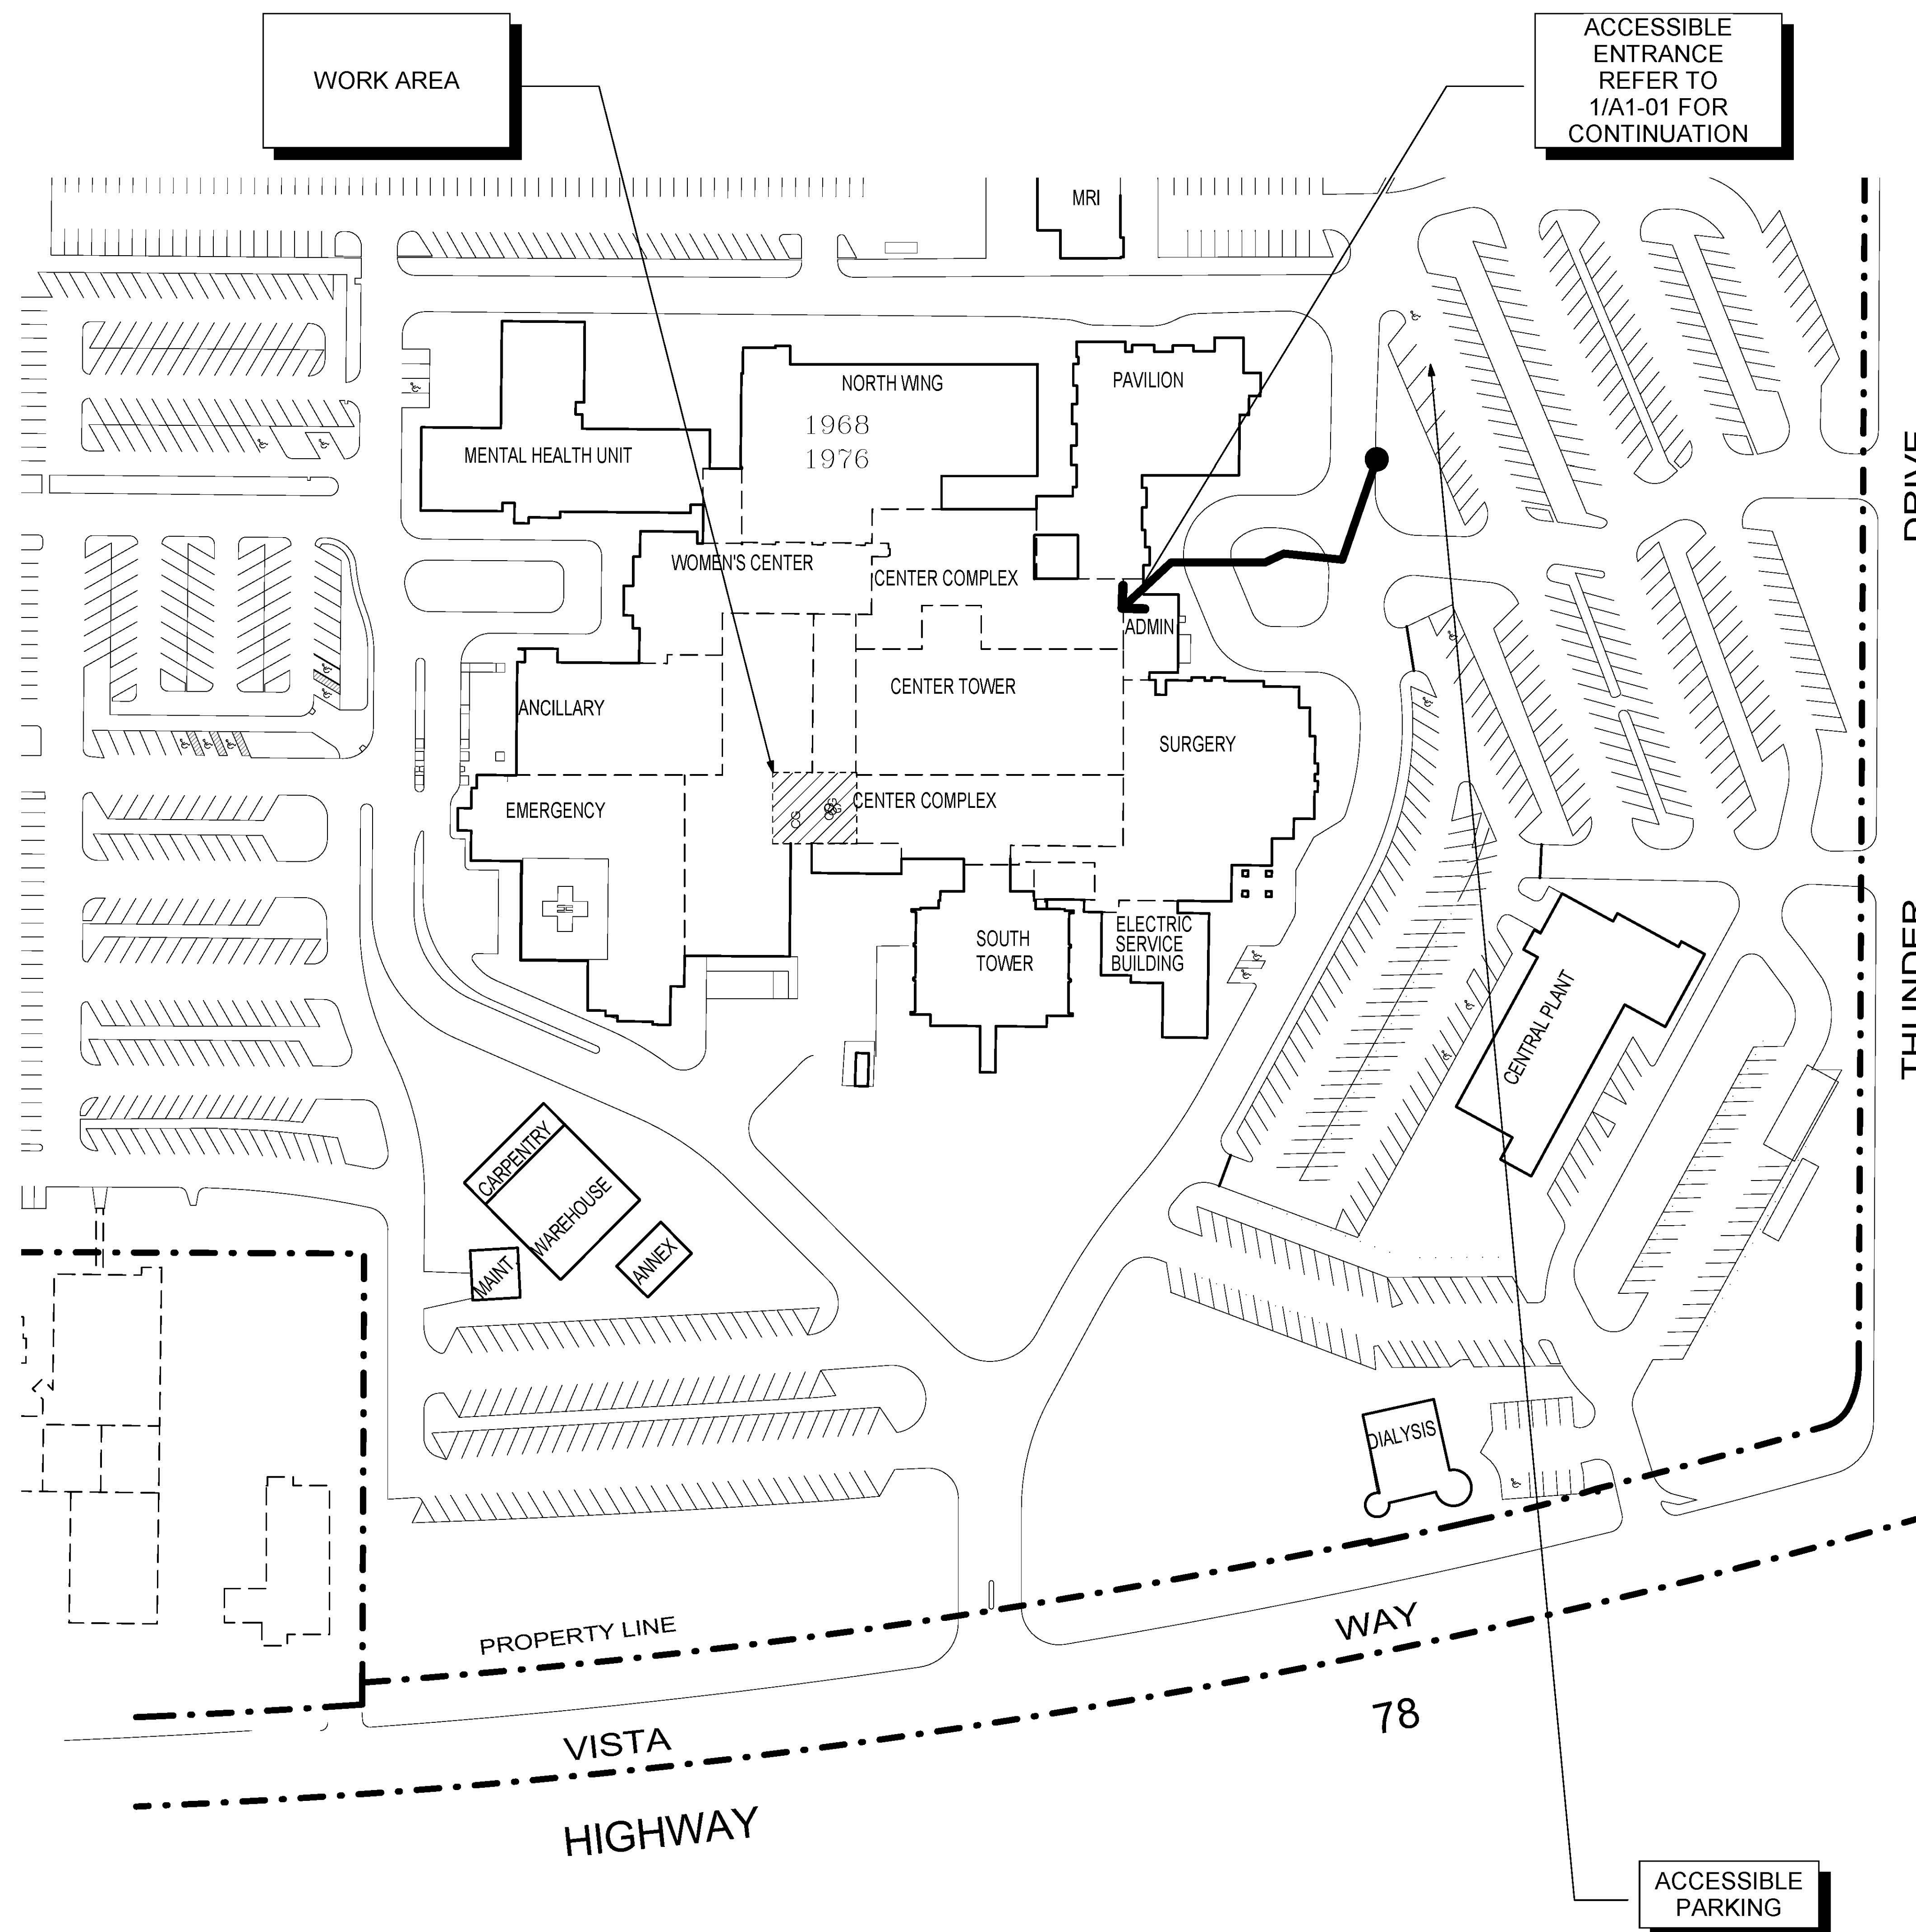 WORK AREA
ACCESSIBLE
ENTRANCE
REFER TO
1/A1-01 FOR
CONTINUATION
MRI
NORTH WING
1968
1976
PAVILION
MENTAL HEALTH UNIT
WOMEN'S CENTER
CENTER COMPLEX
ADMIN
CENTER TOWER
ANCILLARY
SURGERY
EMERGENCY
CENTER COMPLEX
SOUTH
TOWER
ELECTRIC
SERVICE
BUILDING
CENTRAL PLANT
THUNDER
DRIVE
CARPENTRY
WAREHOUSE
MAINT
ANNEX
DIALYSIS
PROPERTY LINE
VISTA
WAY
HIGHWAY
78
ACCESSIBLE
PARKING